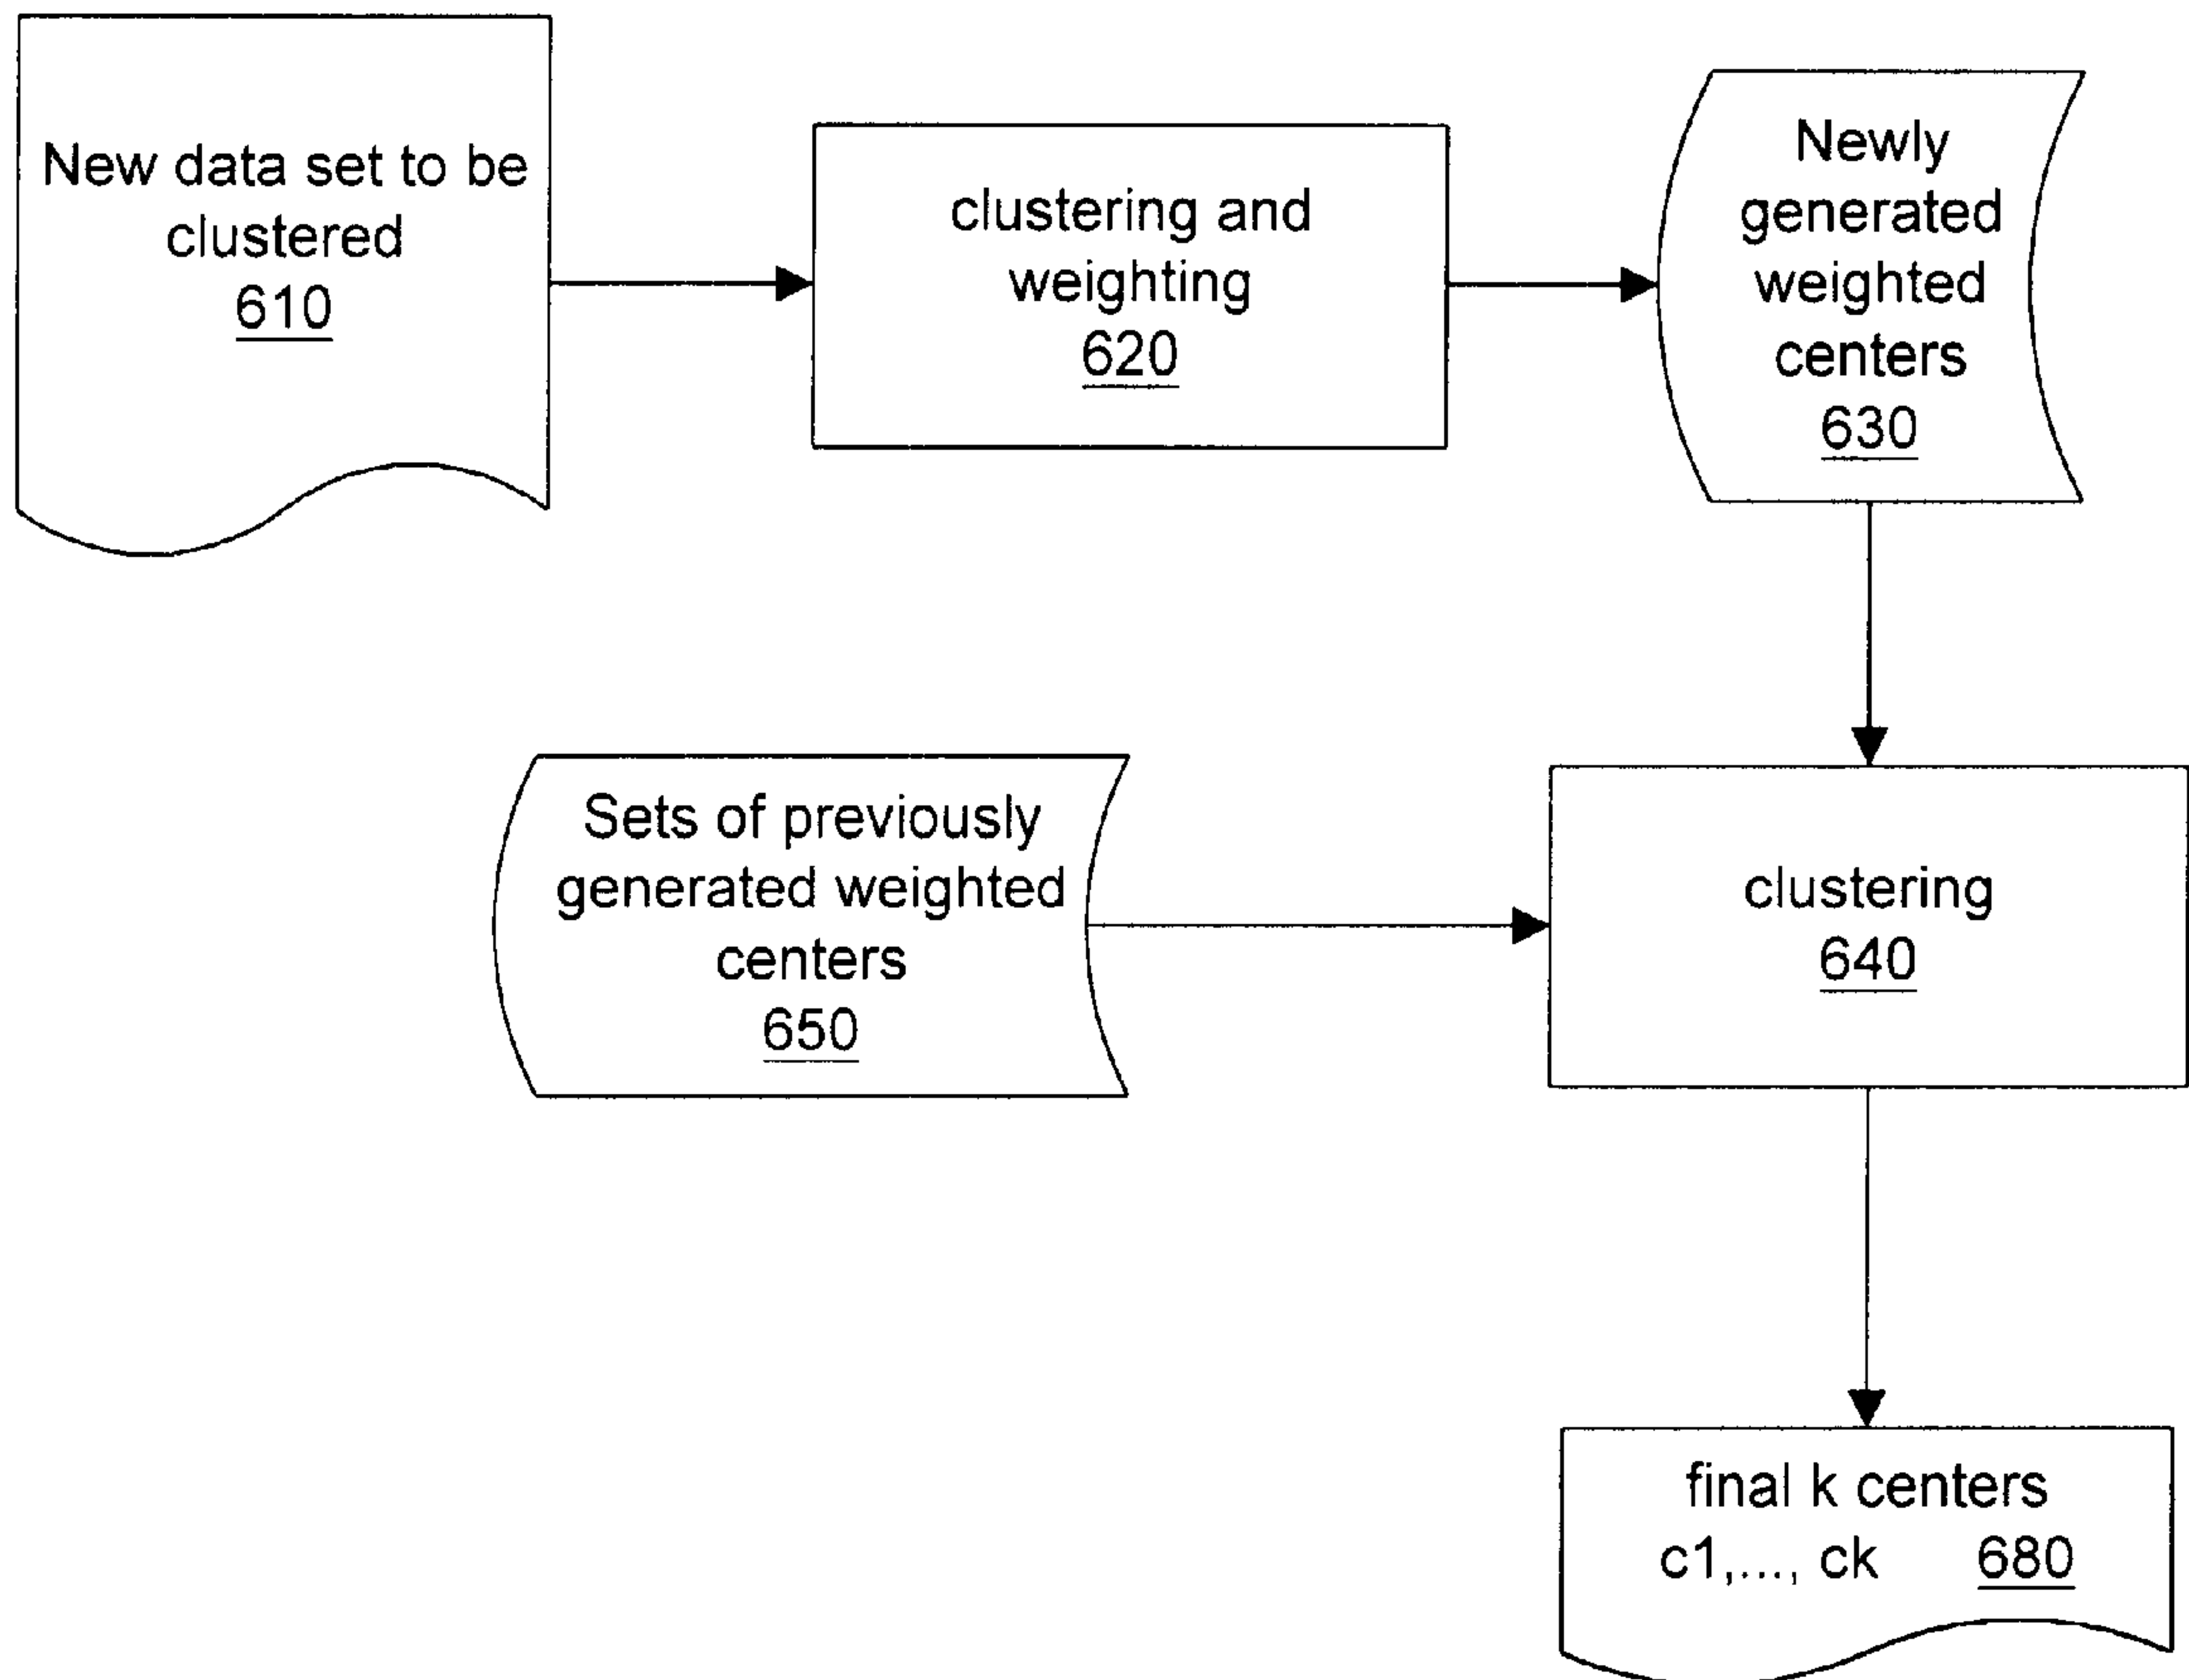 New data set to be
clustered
610
clustering and
weighting
620
Newly
generated
weighted
centers
630
Sets of previously
generated weighted
centers
650
clustering
640
final k centers
c1,..., ck 680